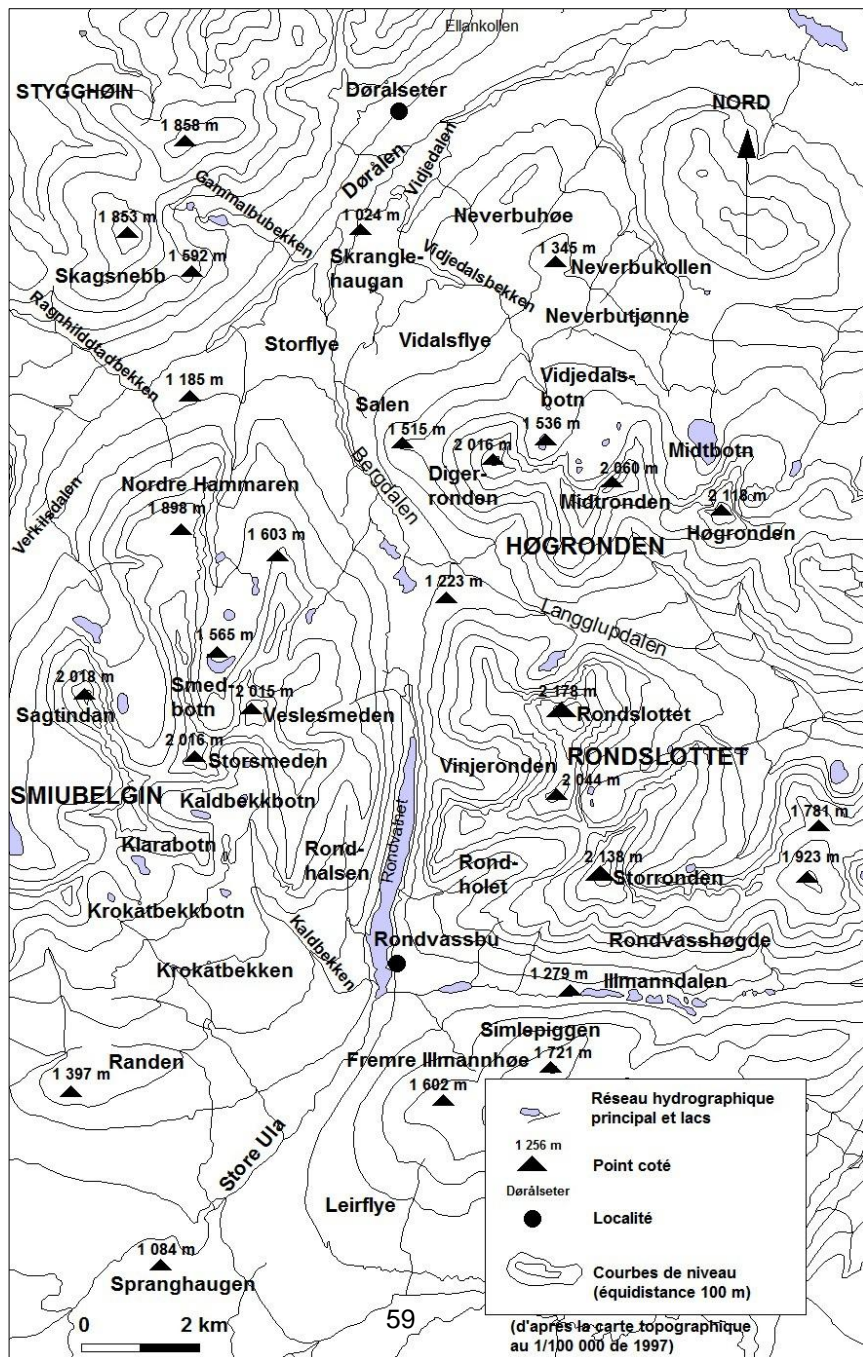 Ellankollen
STYGGHØIN
Dørålseter
NORD
1 858 m
Dørålen
Vidjedalen
Gammalbubekken
Neverbuhøe
1 853 m
1 024 m
Skrangle-
haugan
1 592 m
Skagsnebb
Vidjedalsbekken
1 345 m
Neverbukollen
Ragnhilddladbekken
Neverbutjønne
Storflye
Vidalsflye
1 185 m
Vidjedals-
botn
Salen
1 515 m
1 536 m
2 016 m
Midtbotn
Bergdalen
Diger-
ronden
2 060 m
Midtronden
Nordre Hammaren
1 898 m
2 118 m
Høgronden
Verkilsdalen
1 603 m
HØGRONDEN
1 223 m
Langglupdalen
1 565 m
2 018 m
Sagtindan
Smed-
botn
2 015 m
Veslesmeden
2 178 m
Rondslottet
2 016 m
Storsmeden
RONDSLOTTET
Vinjeronden
2 044 m
SMIUBELGIN
Kaldbekkbotn
1 781 m
Klarabotn
Rond-
halsen
Rondvatnet
Rond-
holet
2 138 m
Storronden
1 923 m
Krokåtbekkbotn
Kaldbekken
Rondvassbu
Rondvasshøgde
Krokåtbekken
1 279 m
Illmanndalen
Simlepiggen
1 721 m
Randen
1 397 m
Fremre Illmannhøe
1 602 m
Store Ula
Leirflye
1 084 m
Spranghaugen
0 2 km
59
Réseau hydrographique
principal et lacs
1 256 m
Point coté
Dørålseter
Localité
Courbes de niveau
(équidistance 100 m)
(d'après la carte topographique
au 1/100 000 de 1997)